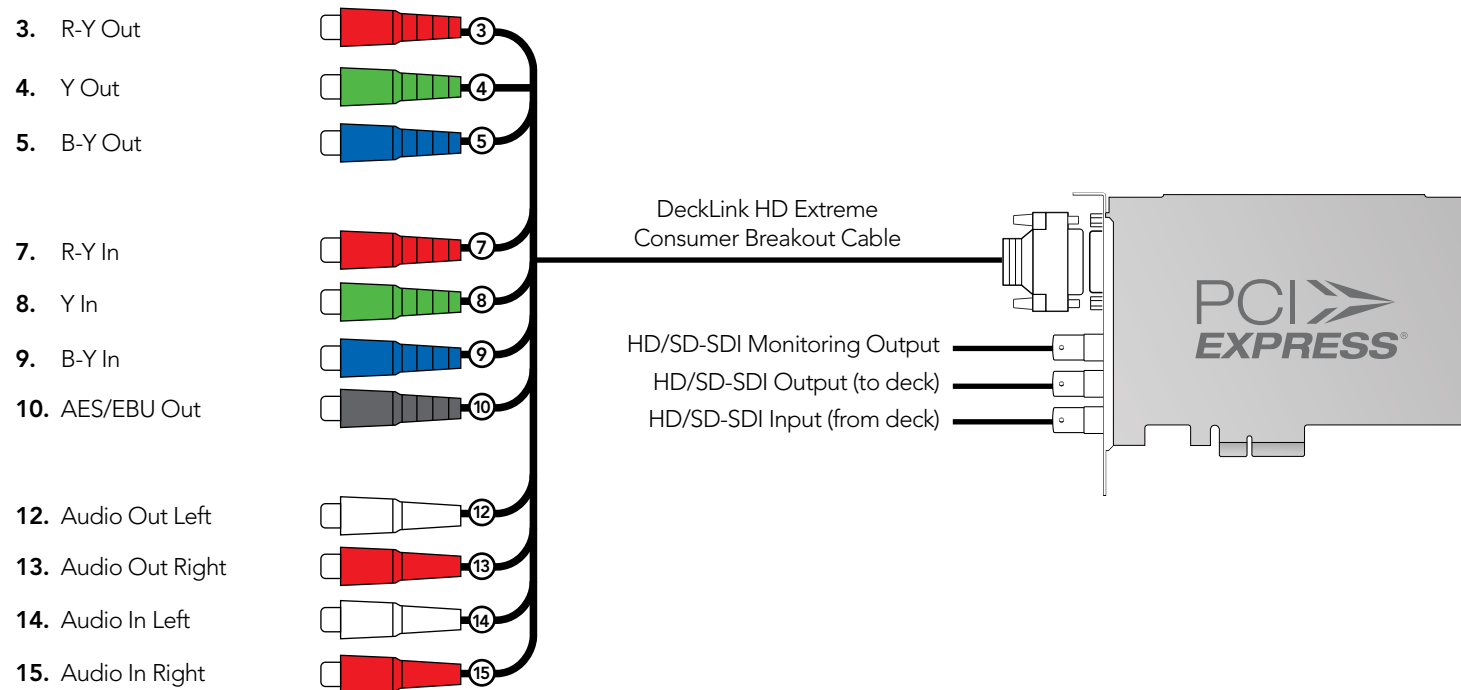 3. R-Y Out
3
4. Y Out
4
5. B-Y Out
5
7. R-Y In
7
8. Y In
8
9. B-Y In
9
10. AES/EBU Out
10
12. Audio Out Left
12
13. Audio Out Right
13
14. Audio In Left
14
15. Audio In Right
15
DeckLink HD Extreme
Consumer Breakout Cable
HD/SD-SDI Monitoring Output
HD/SD-SDI Output (to deck)
HD/SD-SDI Input (from deck)
PCI
EXPRESS®